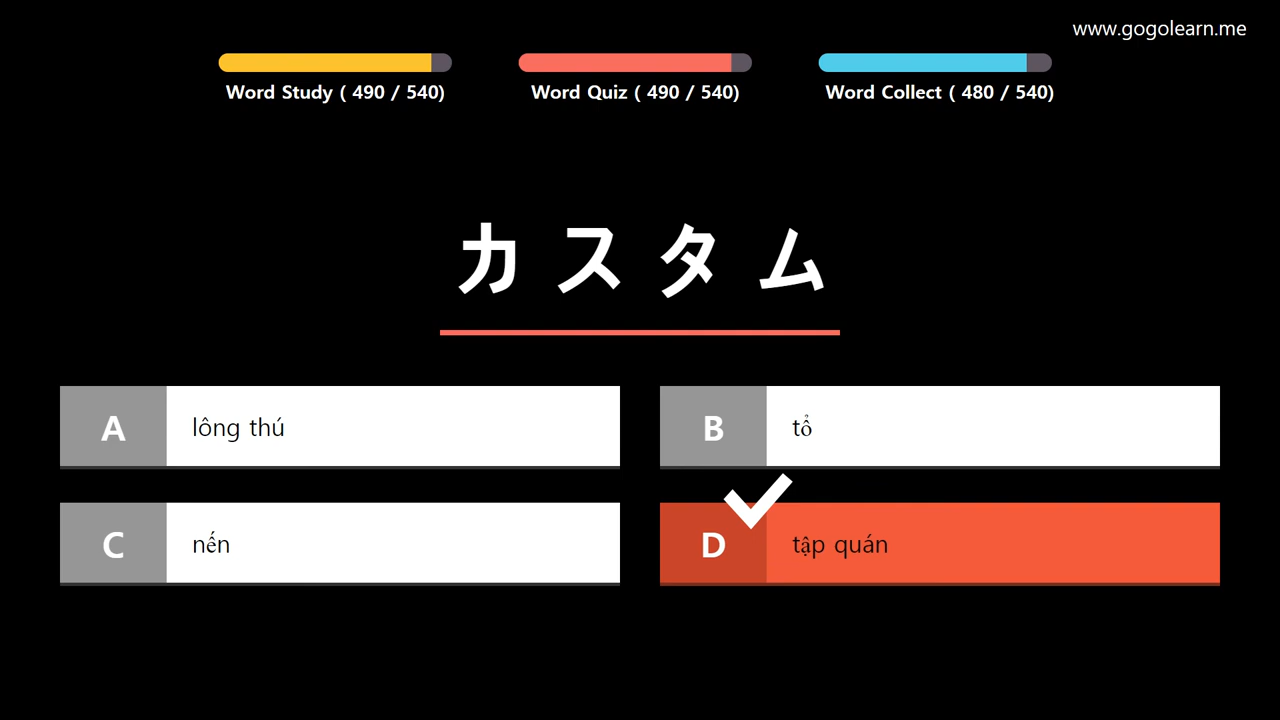 www.gogolearn.me
Word Study ( 490 / 540)
Word Quiz ( 490 / 540)
Word Collect ( 480 / 540)
カスタム
A
lông thú
B
tổ
C
nến
D
tập quán